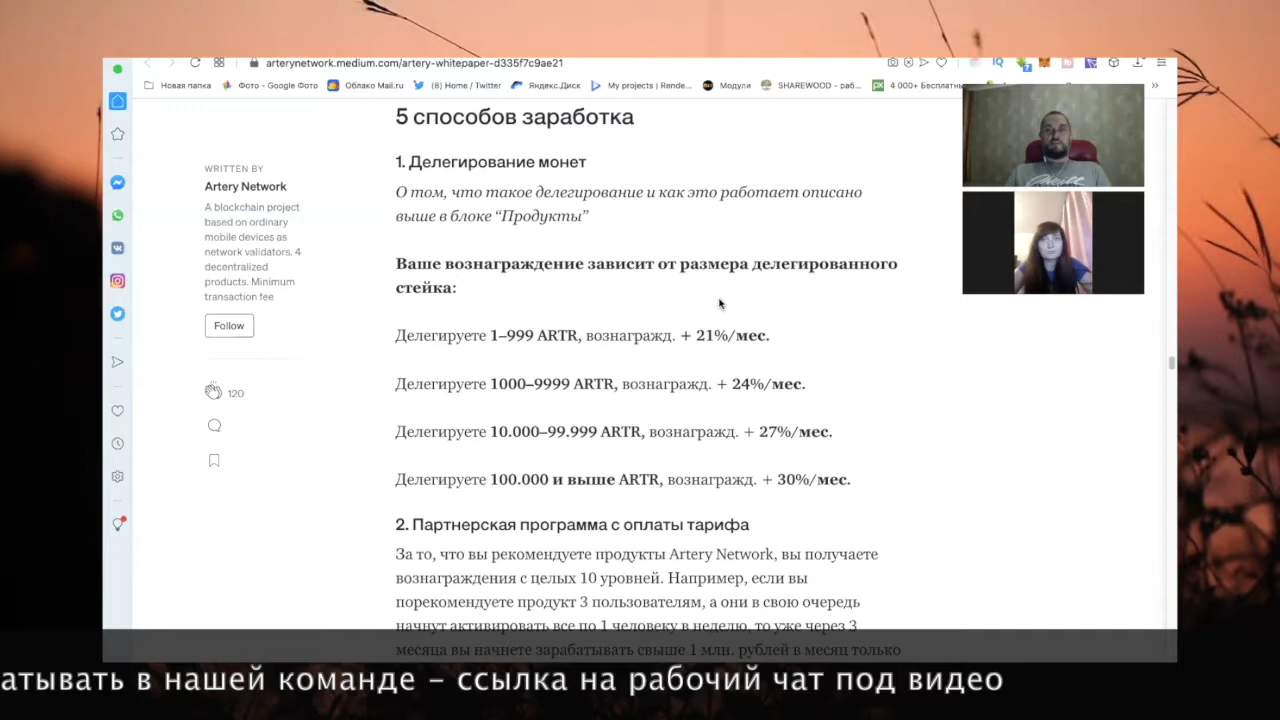 arterynetwork.medium.com/artery-whitepaper-d335f7c9ae21
Новая папка
Фото - Google Фото
Облако Mail.ru
(8) Home / Twitter
Яндекс.Диск
My projects | Rende...
Модули
SHAREWOOD - раб...
4 000+ Бесплатны
5 способов заработка
WRITTEN BY
Artery Network
A blockchain project
based on ordinary
mobile devices as
network validators. 4
decentralized
products. Minimum
transaction fee
Follow
120
1. Делегирование монет
О том, что такое делегирование и как это работает описано
выше в блоке “Продукты”
Ваше вознаграждение зависит от размера делегированного
стейка:
Делегируете 1–999 ARTR, вознагражд. + 21%/мес.
Делегируете 1000–9999 ARTR, вознагражд. + 24%/мес.
Делегируете 10.000–99.999 ARTR, вознагражд. + 27%/мес.
Делегируете 100.000 и выше ARTR, вознагражд. + 30%/мес.
2. Партнерская программа с оплаты тарифа
За то, что вы рекомендуете продукты Artery Network, вы получаете
вознаграждения с целых 10 уровней. Например, если вы
порекомендуете продукт 3 пользователям, а они в свою очередь
начнут активировать все по 1 человеку в неделю, то уже через 3
месяца вы начнете зарабатывать свыше 1 млн. рублей в месяц только
атывать в нашей команде – ссылка на рабочий чат под видео